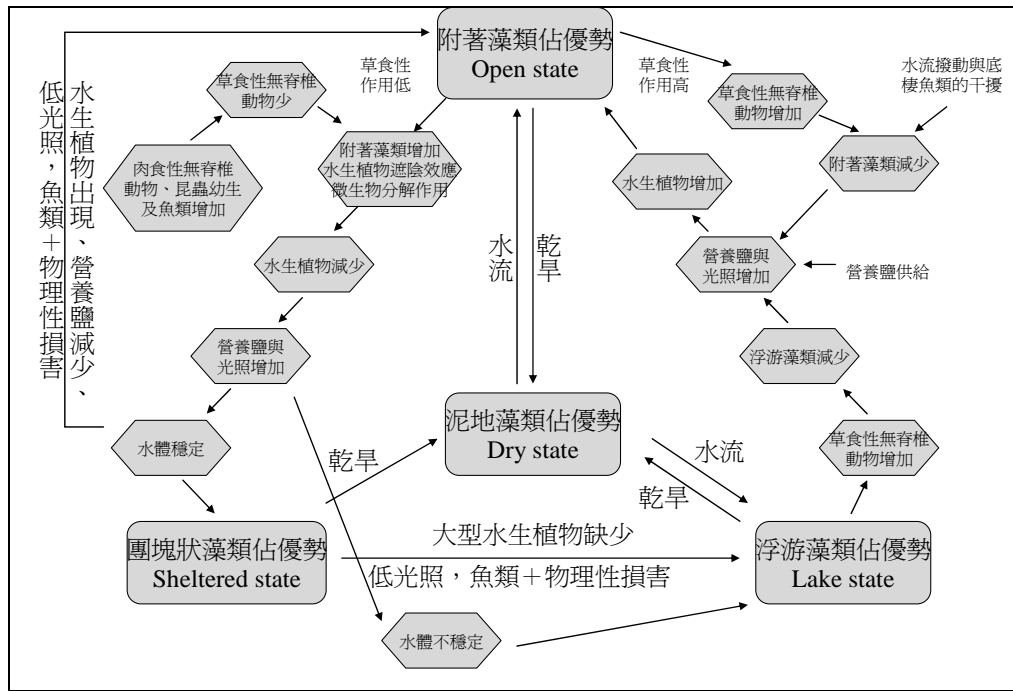 附著藻類佔優勢
Open state
草食性
作用低
草食性
作用高
草食性無脊椎
動物少
草食性無脊椎
動物增加
水流撥動與底
棲魚類的干擾
肉食性無脊椎
動物、昆蟲幼生
及魚類增加
附著藻類增加
水生植物遮陰效應
微生物分解作用
水生植物增加
附著藻類減少
水生植物出現、營養鹽減少、
低光照，魚類＋物理性損害
水生植物減少
水流
乾旱
營養鹽與
光照增加
營養鹽供給
營養鹽與
光照增加
浮游藻類減少
水體穩定
乾旱
泥地藻類佔優勢
Dry state
水流
乾旱
草食性無脊椎
動物增加
團塊狀藻類佔優勢
Sheltered state
大型水生植物缺少
低光照，魚類＋物理性損害
浮游藻類佔優勢
Lake state
水體不穩定